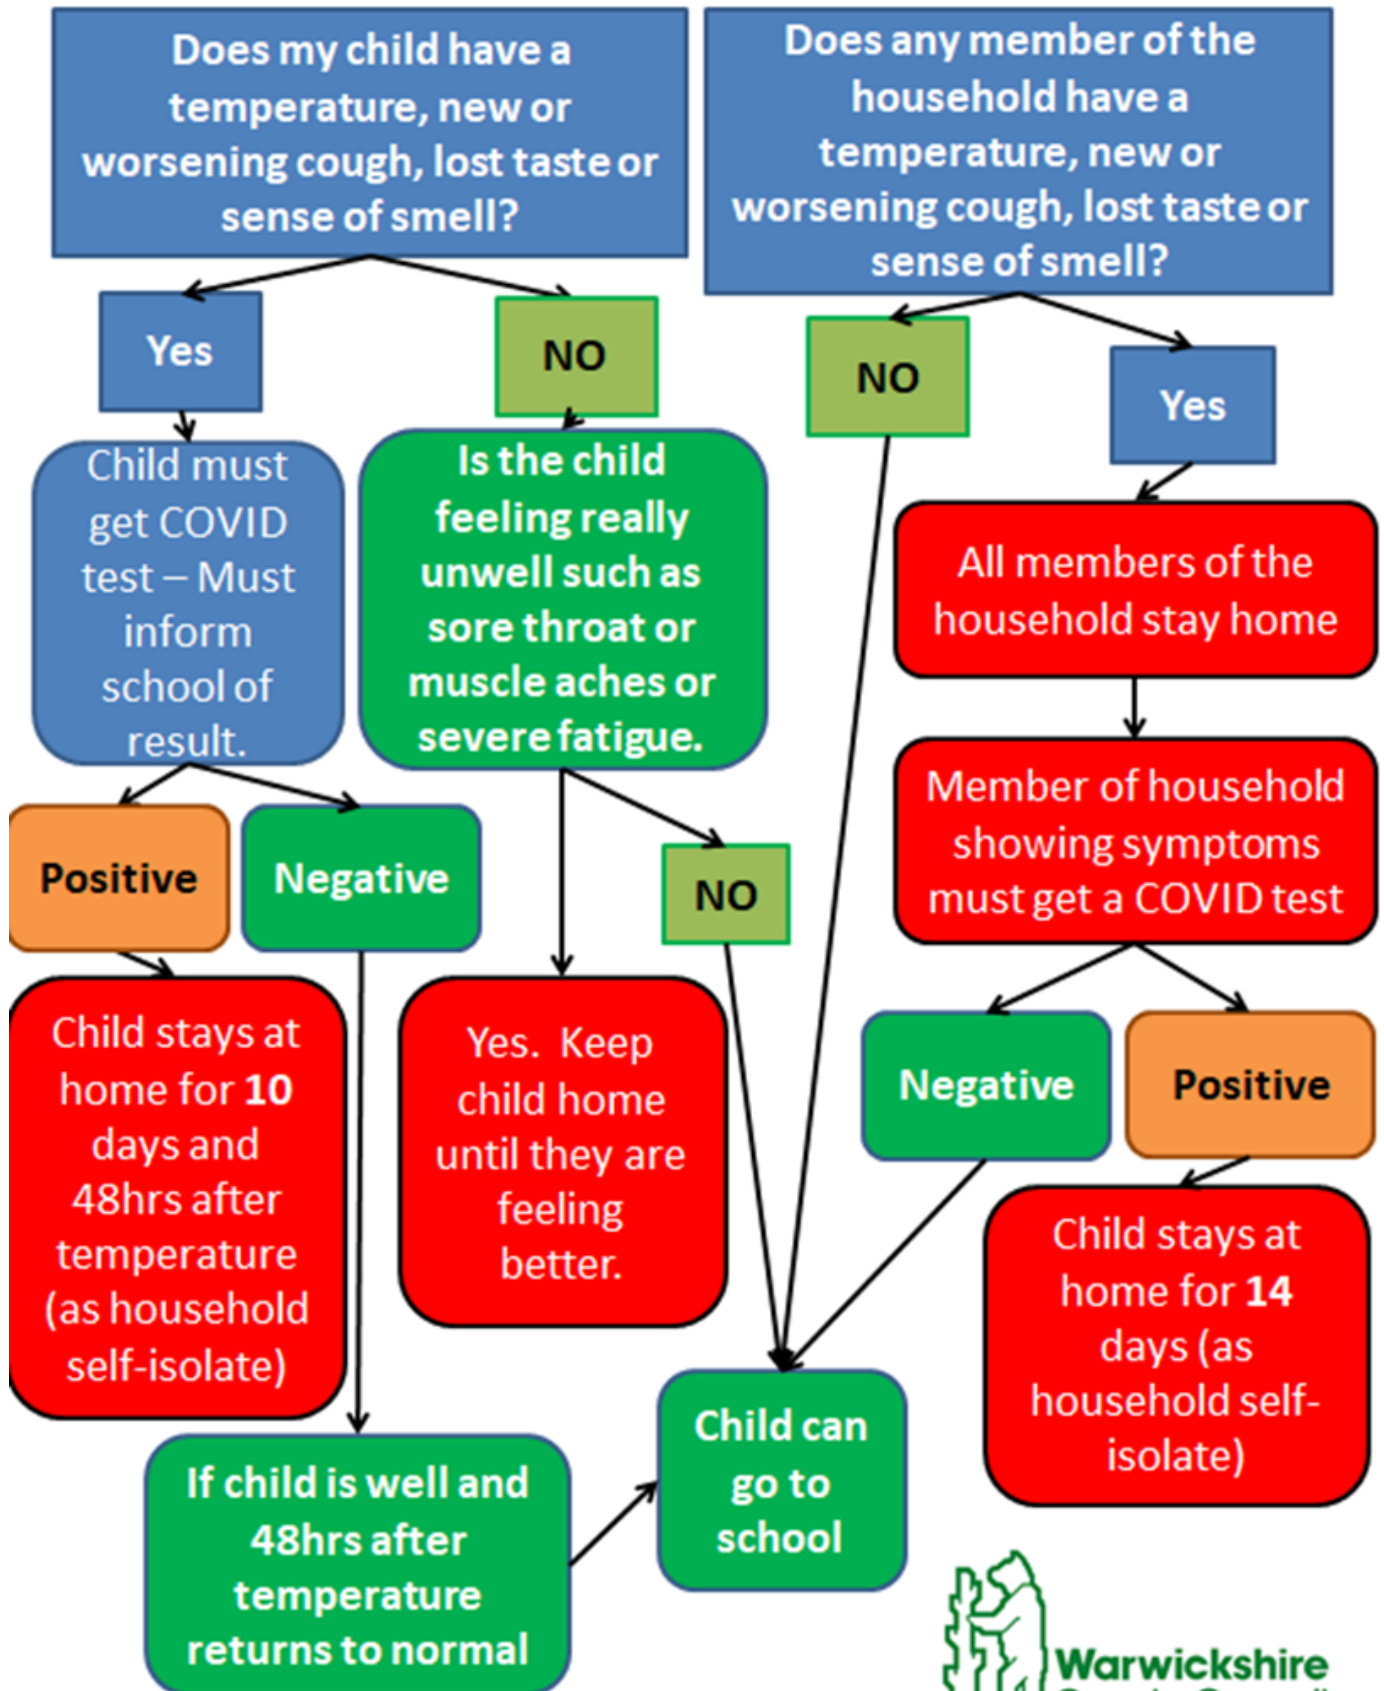 Does my child have a
temperature, new or
worsening cough, lost taste or
sense of smell?
Does any member of the
household have a
temperature, new or
worsening cough, lost taste or
sense of smell?
Yes
NO
NO
Yes
Child must
get COVID
test – Must
inform
school of
result.
Is the child
feeling really
unwell such as
sore throat or
muscle aches or
severe fatigue.
All members of the
household stay home
Member of household
showing symptoms
must get a COVID test
Positive
Negative
NO
Child stays at
home for 10
days and
48hrs after
temperature
(as household
self-isolate)
Yes. Keep
child home
until they are
feeling
better.
Negative
Positive
Child stays at
home for 14
days (as
household self-
isolate)
If child is well and
48hrs after
temperature
returns to normal
Child can
go to
school
Warwickshire